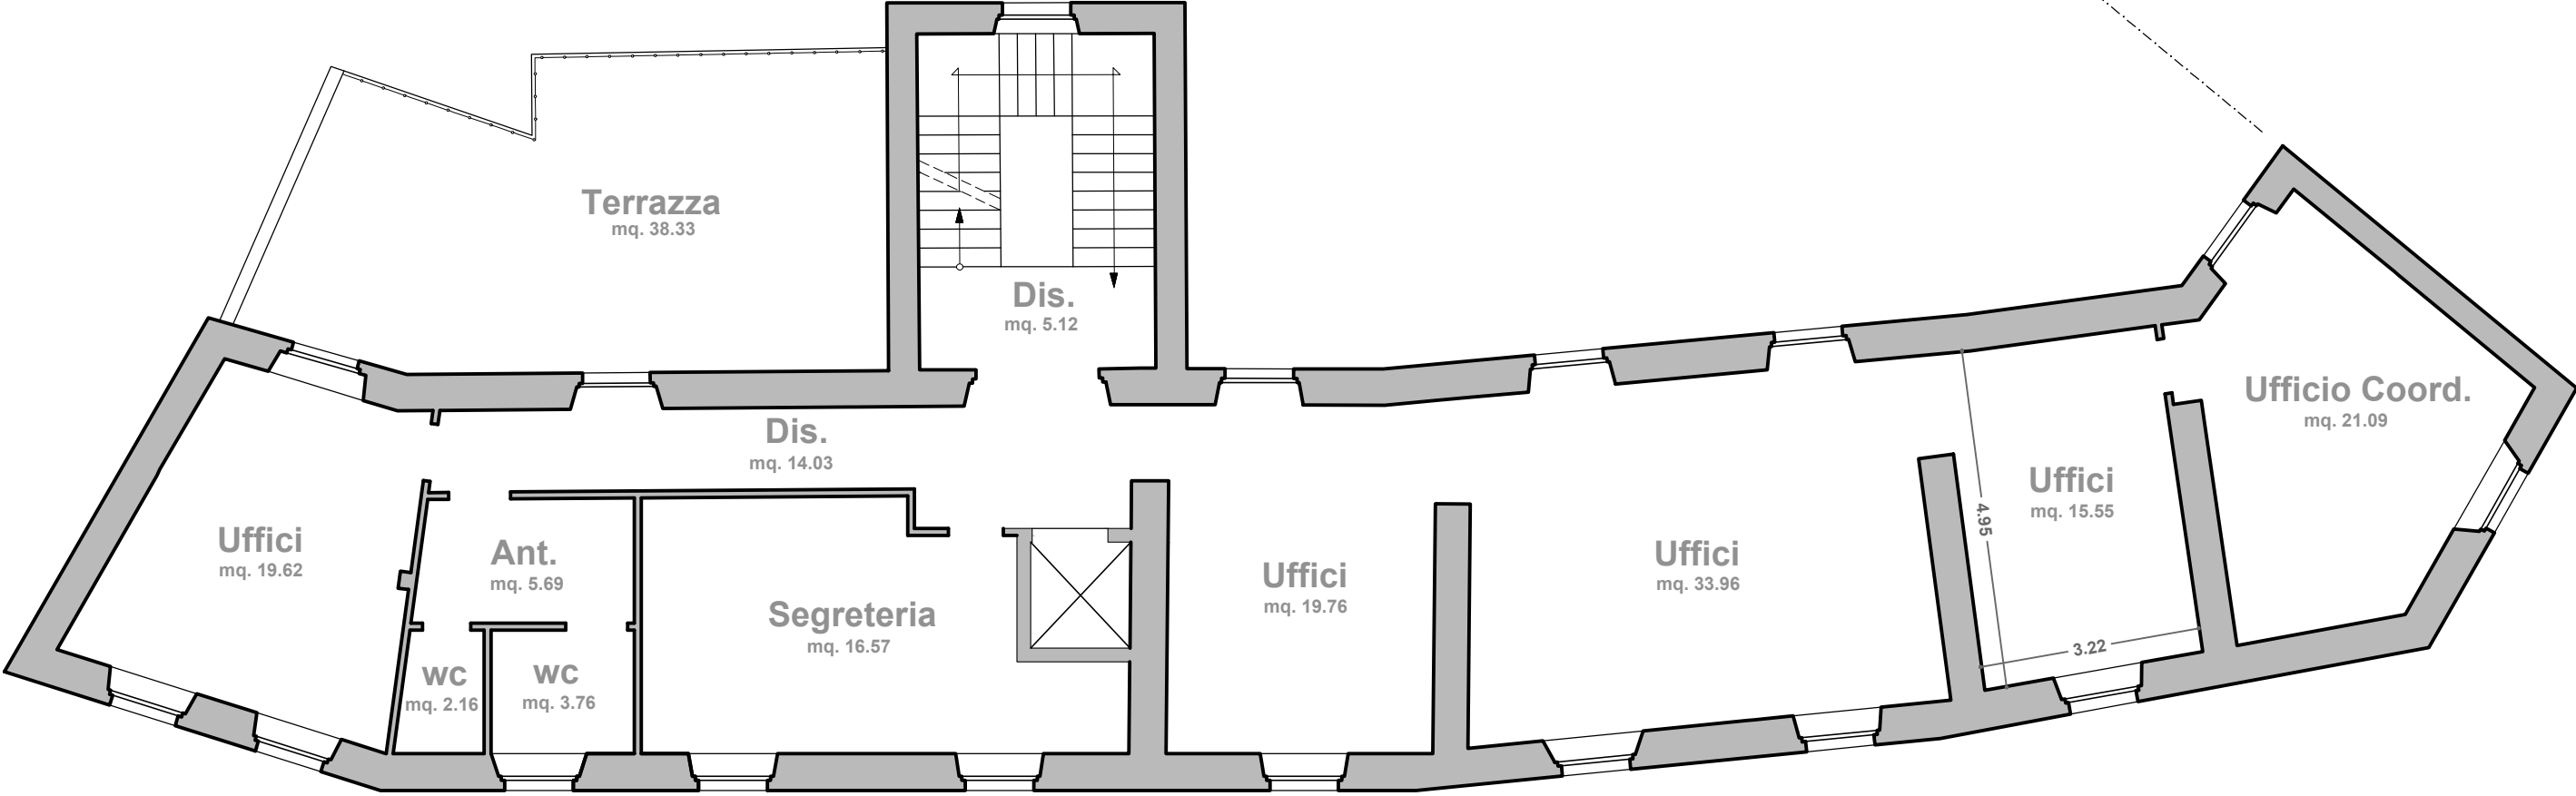 Terrazza
mq. 38.33
Dis.
mq. 5.12
Dis.
mq. 14.03
Ufficio Coord.
mq. 21.09
Uffici
mq. 15.55
4.95
3.22
Uffici
mq. 19.62
Ant.
mq. 5.69
Uffici
mq. 33.96
Uffici
mq. 19.76
Segreteria
mq. 16.57
wc
mq. 2.16
wc
mq. 3.76